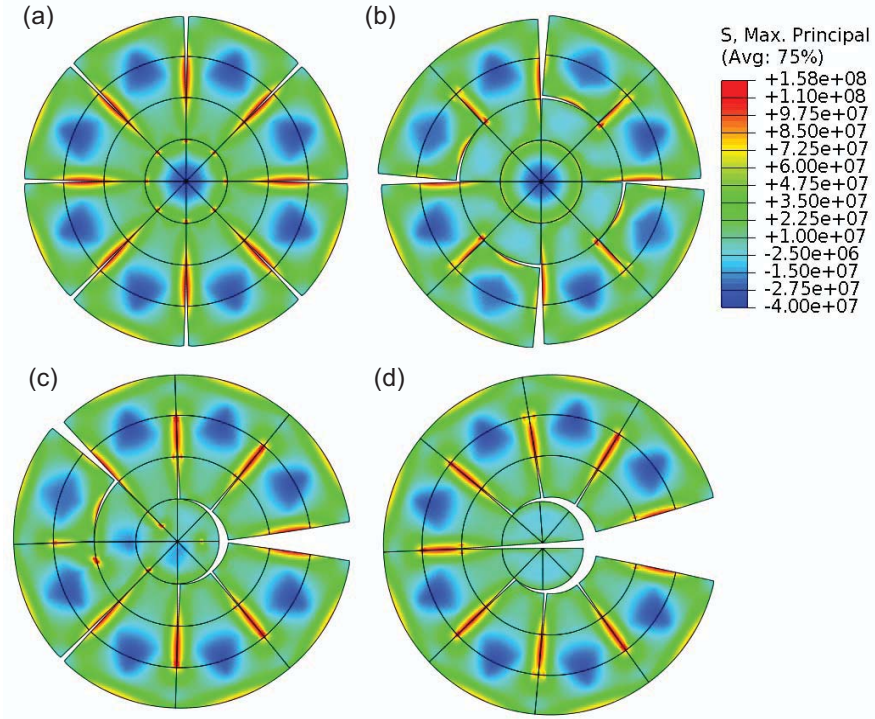 (a)
(b)
S, Max. Principal
(Avg: 75%)
+1.58e+08
+1.10e+08
+9.75e+07
+8.50e+07
+7.25e+07
+6.00e+07
+4.75e+07
+3.50e+07
+2.25e+07
+1.00e+07
-2.50e+06
-1.50e+07
-2.75e+07
-4.00e+07
(c)
(d)